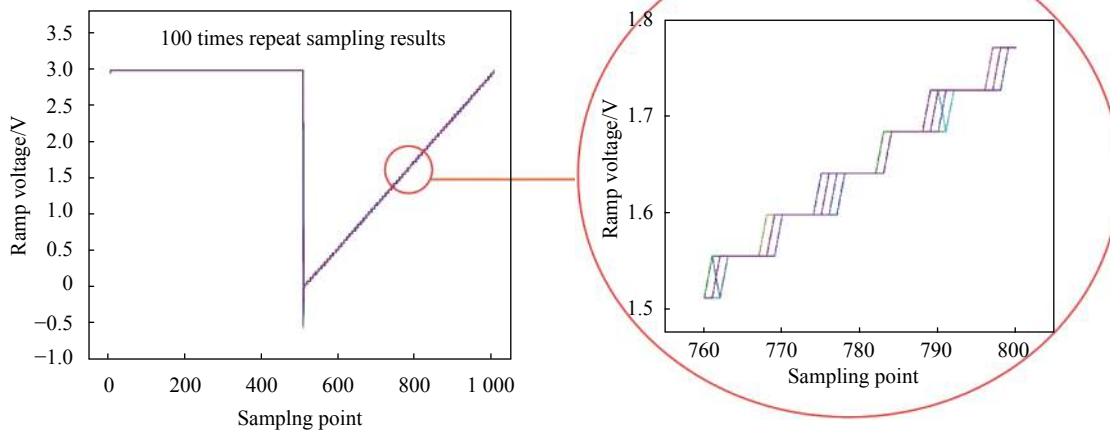 100 times repeat sampling results
Ramp voltage/V
3.5
3.0
2.5
2.0
1.5
1.0
0.5
0
−0.5
−1.0
0 200 400 600 800 1 000
Samplng point
Ramp voltage/V
1.8
1.7
1.6
1.5
760 770 780 790 800
Sampling point